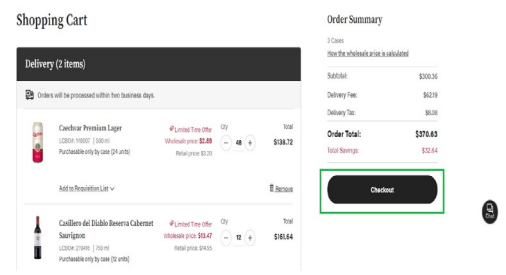 Shopping Cart
Delivery (2 items)
Orders will be processed within two business days.
Czechvar Premium Lager
LCBO#: 149007 | 500 ml
Purchasable only by case (24 units)
Limited Time Offer
Wholesale price: $2.89
Retail price: $3.20
Qty
- 48 +
Total
$138.72
Add to Requisition List
Remove
Casillero del Diablo Reserva Cabernet
Sauvignon
LCBO#: 278416 | 750 ml
Purchasable only by case (12 units)
Limited Time Offer
Wholesale price: $13.47
Retail price: $14.95
Qty
- 12 +
Total
$161.64
Order Summary
3 Cases
How the wholesale price is calculated
Subtotal: $300.36
Delivery Fee: $62.19
Delivery Tax: $8.08
Order Total: $370.63
Total Savings: $32.64
Checkout
Chat